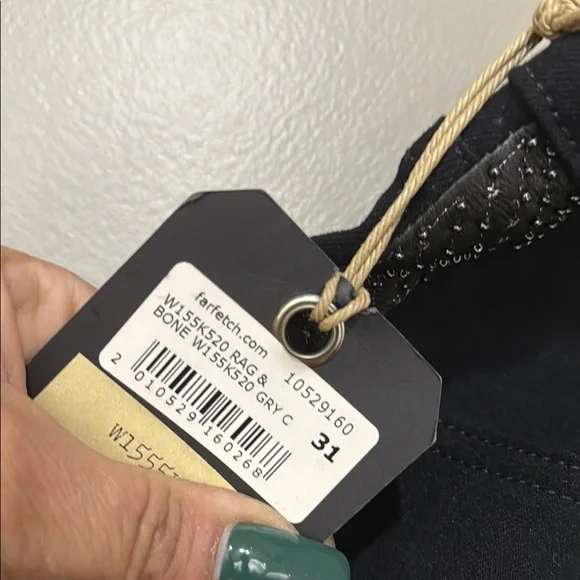 farfetch.com
W155K520 RAG &
BONE W155K520 GRY C
10529160
31
2 010529 160268